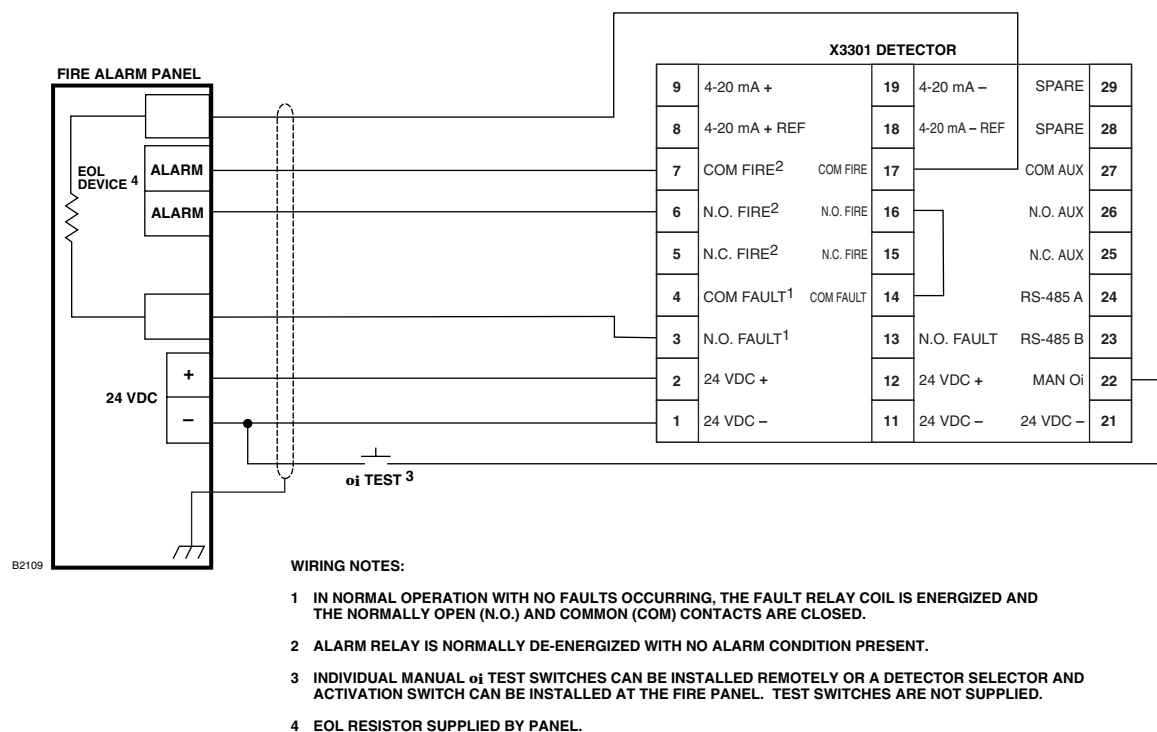 X3301 DETECTOR
FIRE ALARM PANEL
EOL
DEVICE 4
ALARM
ALARM
24 VDC
+
–
oi TEST 3
9 4-20 mA + 19 4-20 mA – SPARE 29
8 4-20 mA + REF 18 4-20 mA – REF SPARE 28
7 COM FIRE2 COM FIRE 17 COM AUX 27
6 N.O. FIRE2 N.O. FIRE 16 N.O. AUX 26
5 N.C. FIRE2 N.C. FIRE 15 N.C. AUX 25
4 COM FAULT1 COM FAULT 14 RS-485 A 24
3 N.O. FAULT1 13 N.O. FAULT RS-485 B 23
2 24 VDC + 12 24 VDC + MAN Oi 22
1 24 VDC – 11 24 VDC – 24 VDC – 21
B2109
WIRING NOTES:
1 IN NORMAL OPERATION WITH NO FAULTS OCCURRING, THE FAULT RELAY COIL IS ENERGIZED AND
THE NORMALLY OPEN (N.O.) AND COMMON (COM) CONTACTS ARE CLOSED.
2 ALARM RELAY IS NORMALLY DE-ENERGIZED WITH NO ALARM CONDITION PRESENT.
3 INDIVIDUAL MANUAL oi TEST SWITCHES CAN BE INSTALLED REMOTELY OR A DETECTOR SELECTOR AND
ACTIVATION SWITCH CAN BE INSTALLED AT THE FIRE PANEL. TEST SWITCHES ARE NOT SUPPLIED.
4 EOL RESISTOR SUPPLIED BY PANEL.